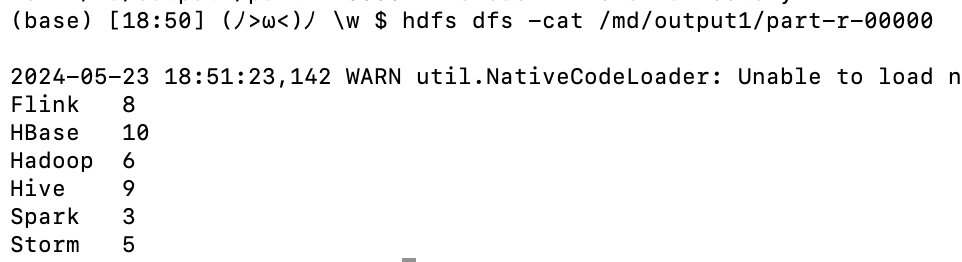 (base) [18:50] (ﾉ>ω<)ﾉ \w $ hdfs dfs -cat /md/output1/part-r-00000
2024-05-23 18:51:23,142 WARN util.NativeCodeLoader: Unable to load n
Flink 8
HBase 10
Hadoop 6
Hive 9
Spark 3
Storm 5